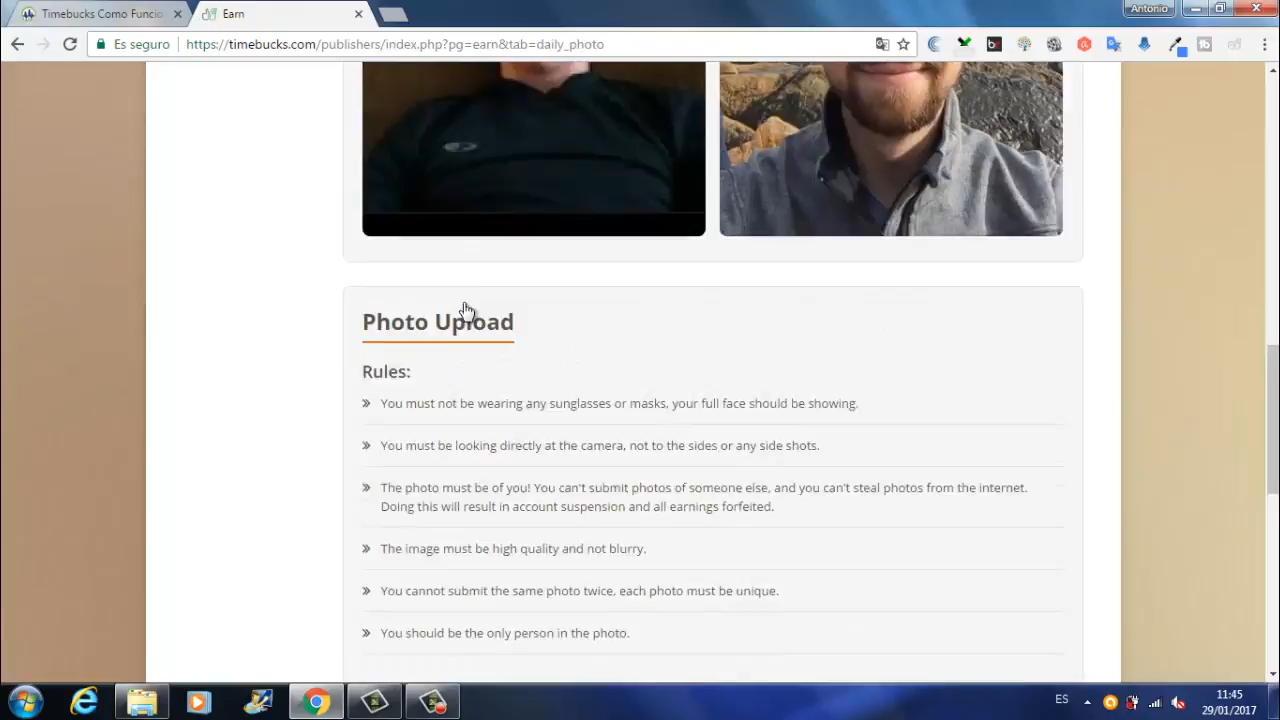 Timebucks Como Funcio
Earn
Antonio
Es seguro
https://timebucks.com/publishers/index.php?pg=earn&tab=daily_photo
Photo Upload
Rules:
You must not be wearing any sunglasses or masks, your full face should be showing.
You must be looking directly at the camera, not to the sides or any side shots.
The photo must be of you! You can't submit photos of someone else, and you can't steal photos from the internet.
Doing this will result in account suspension and all earnings forfeited.
The image must be high quality and not blurry.
You cannot submit the same photo twice, each photo must be unique.
You should be the only person in the photo.
ES
11:45
29/01/2017